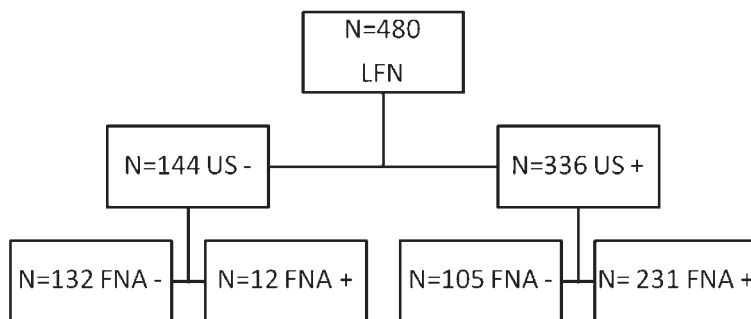 N=480
LFN
N=144 US -
N=336 US +
N=132 FNA -
N=12 FNA +
N=105 FNA -
N= 231 FNA +